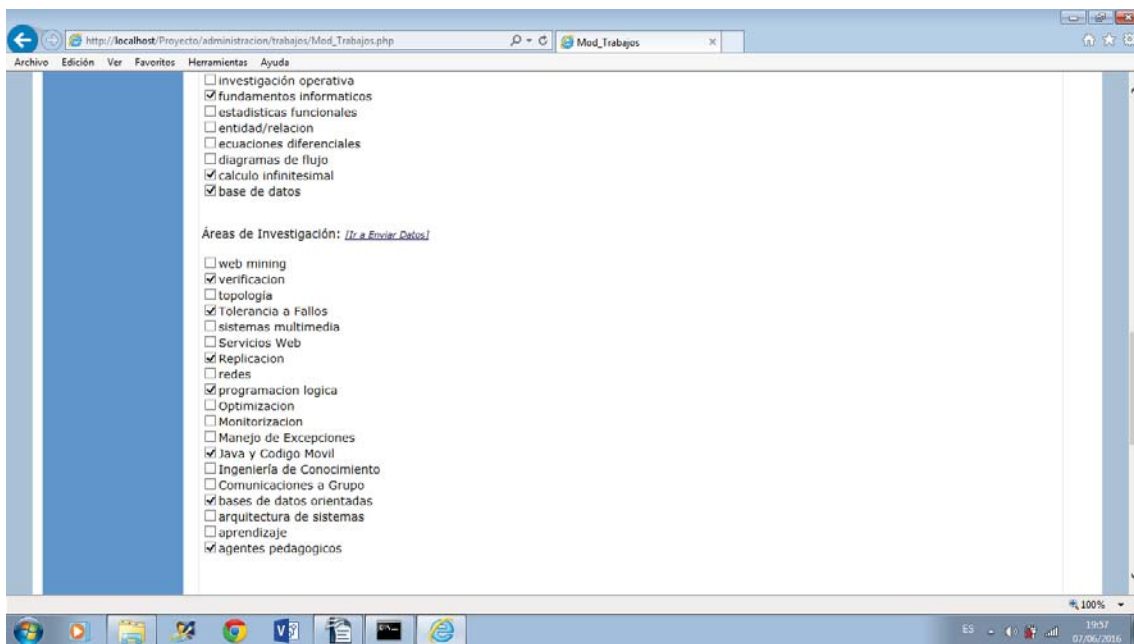 http://localhost/Proyecto/administracion/trabajos/Mod_Trabajos.php
Mod_Trabajos
Archivo Edición Ver Favoritos Herramientas Ayuda
investigación operativa
fundamentos informaticos
estadisticas funcionales
entidad/relacion
ecuaciones diferenciales
diagramas de flujo
calculo infinitesimal
base de datos
Áreas de Investigación: [Ir a Enviar Datos]
web mining
verificacion
topología
Tolerancia a Fallos
sistemas multimedia
Servicios Web
Replicacion
redes
programacion logica
Optimizacion
Monitorizacion
Manejo de Excepciones
Java y Codigo Movil
Ingeniería de Conocimiento
Comunicaciones a Grupo
bases de datos orientadas
arquitectura de sistemas
aprendizaje
agentes pedagogicos
100%
ES
19:57
07/06/2016